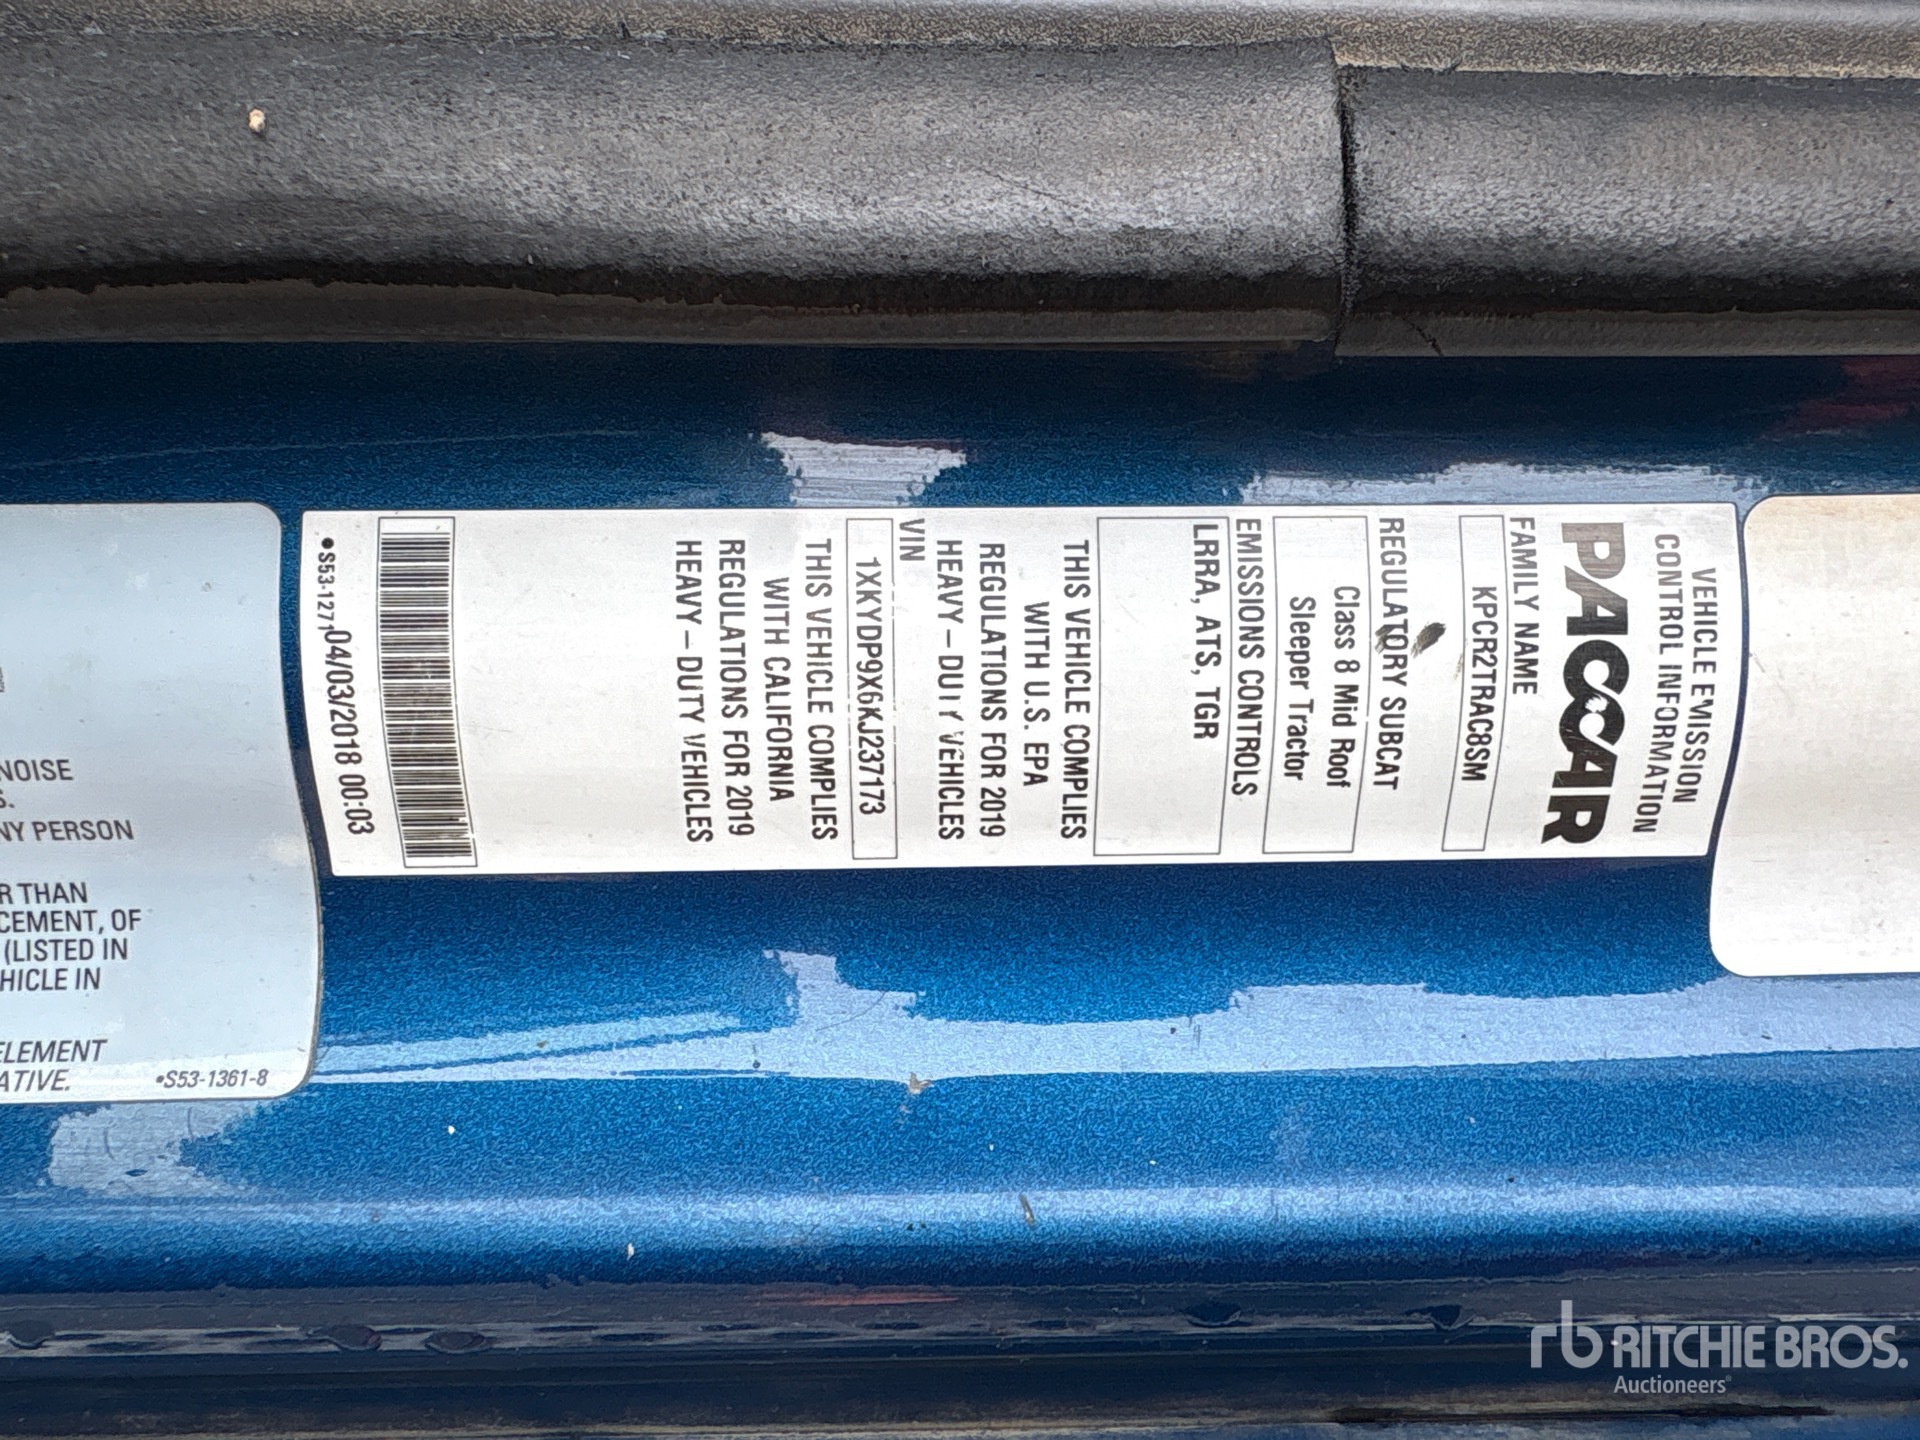 VEHICLE EMISSION
CONTROL INFORMATION
PACCAR
FAMILY NAME
KPCR2TRAC8SM
REGULATORY SUBCAT
Class 8 Mid Roof
Sleeper Tractor
EMISSIONS CONTROLS
LRRA, ATS, TGR
THIS VEHICLE COMPLIES
WITH U.S. EPA
REGULATIONS FOR 2019
HEAVY-DUTY VEHICLES
VIN
1XKYDP9X6KJ237173
THIS VEHICLE COMPLIES
WITH CALIFORNIA
REGULATIONS FOR 2019
HEAVY-DUTY VEHICLES
•S53-1271
04/03/2018 00:03
NOISE
S.
NY PERSON
R THAN
CEMENT, OF
(LISTED IN
HICLE IN
ELEMENT
ATIVE.
•S53-1361-8
rb RITCHIE BROS.
Auctioneers